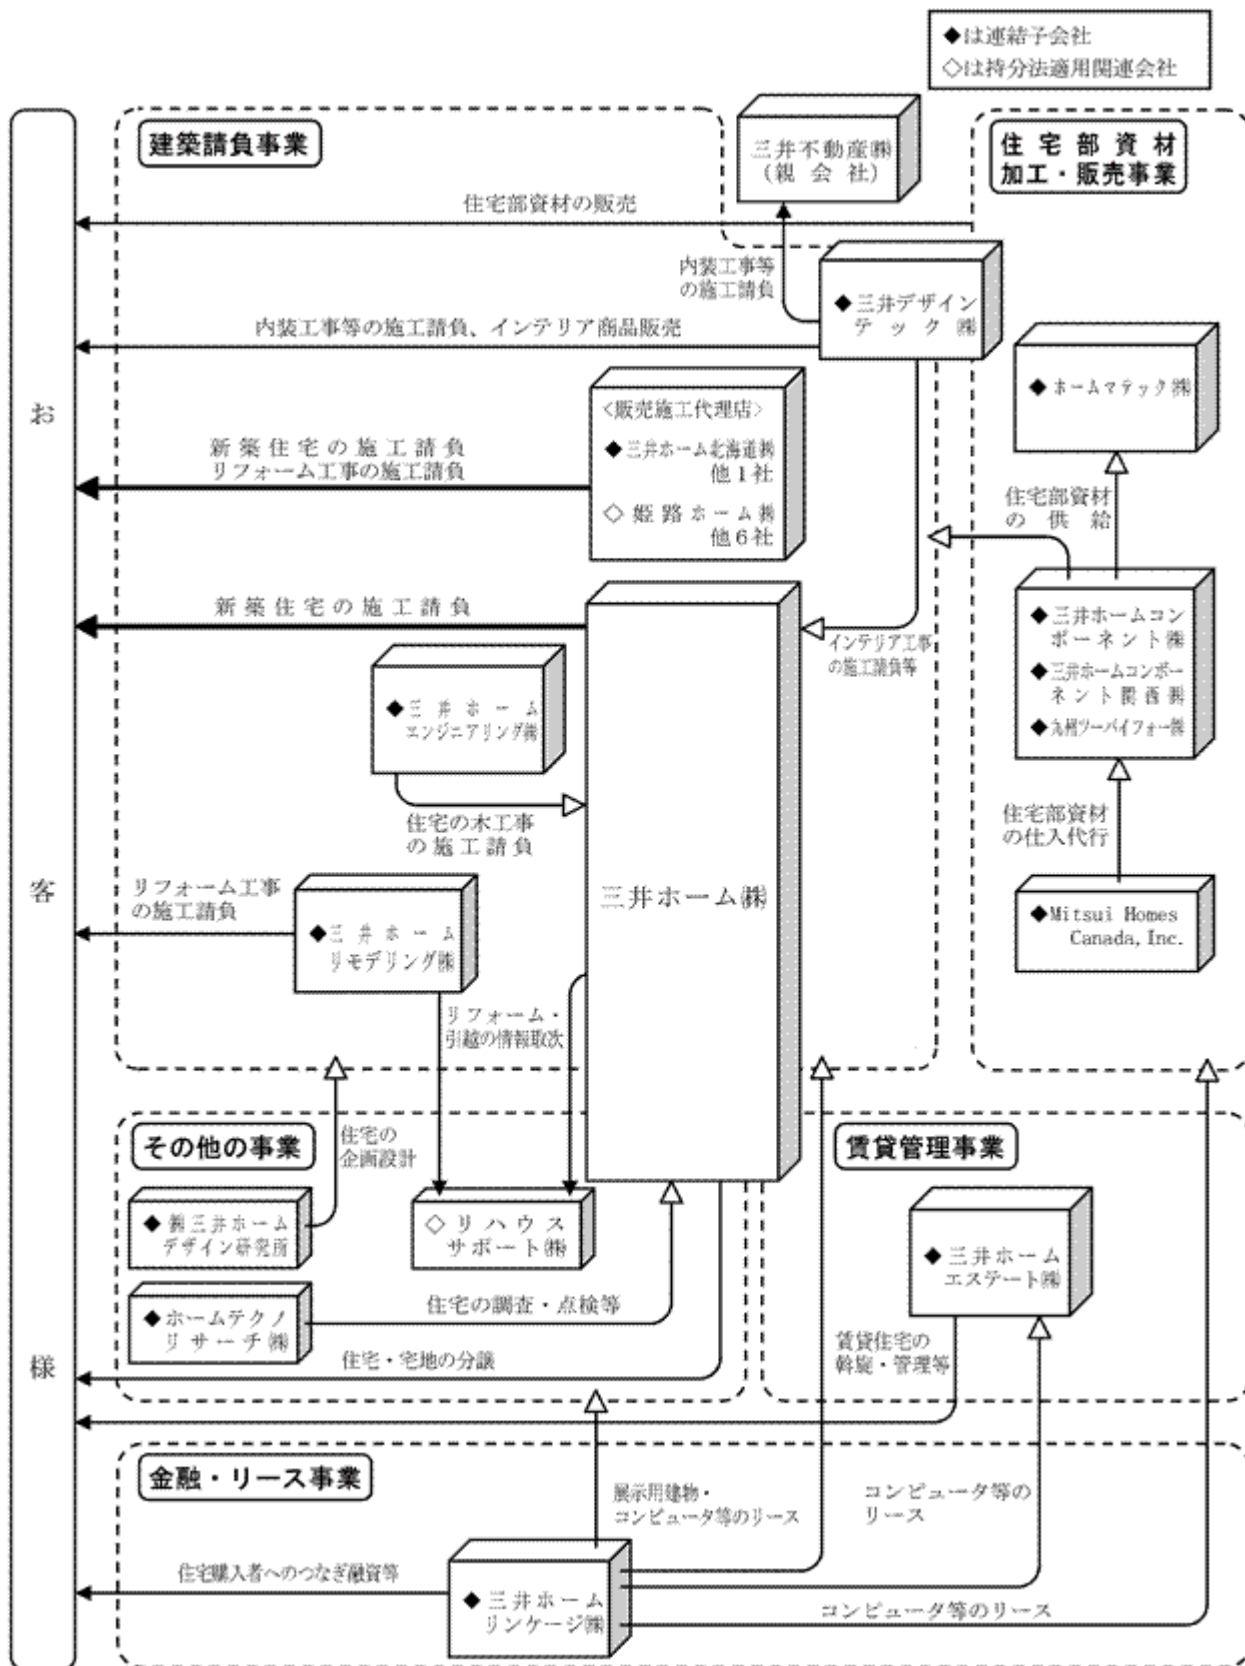 ◆は連結子会社
◇は持分法適用関連会社
お客様
建築請負事業
三井不動産㈱
(親会社)
住宅部資材
加工・販売事業
住宅部資材の販売
内装工事等
の施工請負
◆三井デザイン
テック㈱
内装工事等の施工請負、インテリア商品販売
◆ホームマテック㈱
<販売施工代理店>
◆三井ホーム北海道㈱
他1社
◇姫路ホーム㈱
他6社
新築住宅の施工請負
リフォーム工事の施工請負
住宅部資材
の供給
新築住宅の施工請負
インテリア工事
の施工請負等
◆三井ホームコン
ポーネント㈱
◆三井ホームコンポー
ネント関西㈱
◆九州ツーバイフォー㈱
◆三井ホーム
エンジニアリング㈱
住宅の木工事
の施工請負
住宅部資材
の仕入代行
三井ホーム㈱
リフォーム工事
の施工請負
◆三井ホーム
リモデリング㈱
◆Mitsui Homes
Canada, Inc.
リフォーム・
引越の情報取次
その他の事業
住宅の
企画設計
賃貸管理事業
◆㈱三井ホーム
デザイン研究所
◇リハウス
サポート㈱
◆三井ホーム
エステート㈱
◆ホームテクノ
リサーチ㈱
住宅の調査・点検等
住宅・宅地の分譲
賃貸住宅の
斡旋・管理等
金融・リース事業
展示用建物・
コンピュータ等のリース
コンピュータ等の
リース
住宅購入者へのつなぎ融資等
◆三井ホーム
リンケージ㈱
コンピュータ等のリース